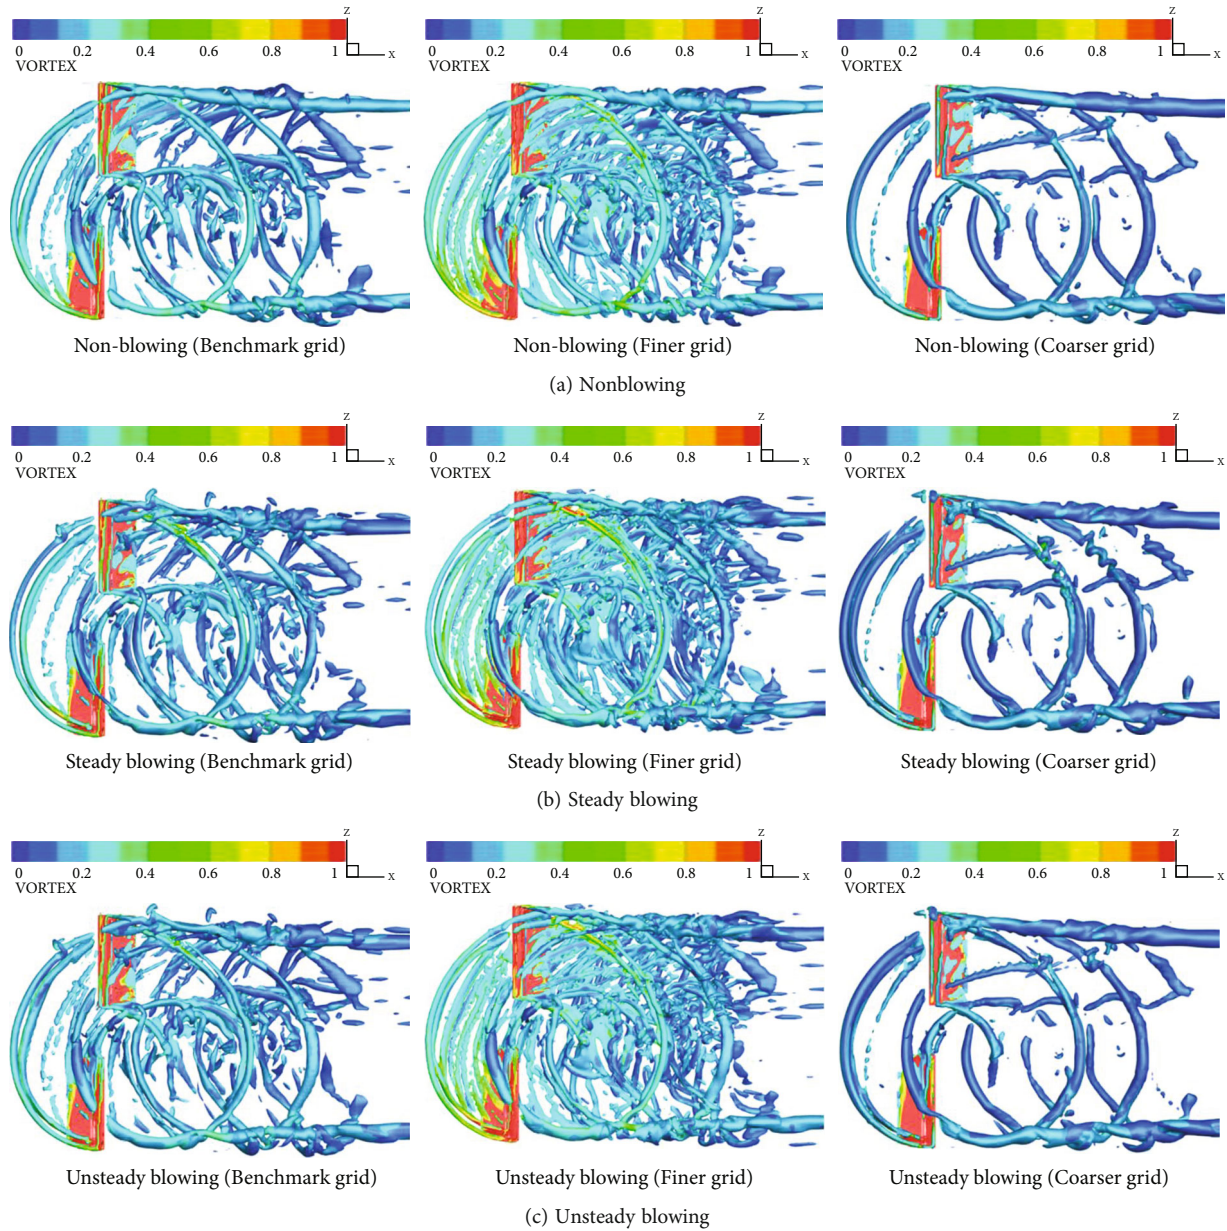 Z Z Z
X X X
0 0.2 0.4 0.6 0.8 1 0 0.2 0.4 0.6 0.8 1 0 0.2 0.4 0.6 0.8 1
VORTEX VORTEX VORTEX
Non-blowing (Benchmark grid) Non-blowing (Finer grid) Non-blowing (Coarser grid)
(a) Nonblowing
Z Z Z
X X X
0 0.2 0.4 0.6 0.8 1 0 0.2 0.4 0.6 0.8 1 0 0.2 0.4 0.6 0.8 1
VORTEX VORTEX VORTEX
Steady blowing (Benchmark grid) Steady blowing (Finer grid) Steady blowing (Coarser grid)
(b) Steady blowing
Z Z Z
X X X
0 0.2 0.4 0.6 0.8 1 0 0.2 0.4 0.6 0.8 1 0 0.2 0.4 0.6 0.8 1
VORTEX VORTEX VORTEX
Unsteady blowing (Benchmark grid) Unsteady blowing (Finer grid) Unsteady blowing (Coarser grid)
(c) Unsteady blowing